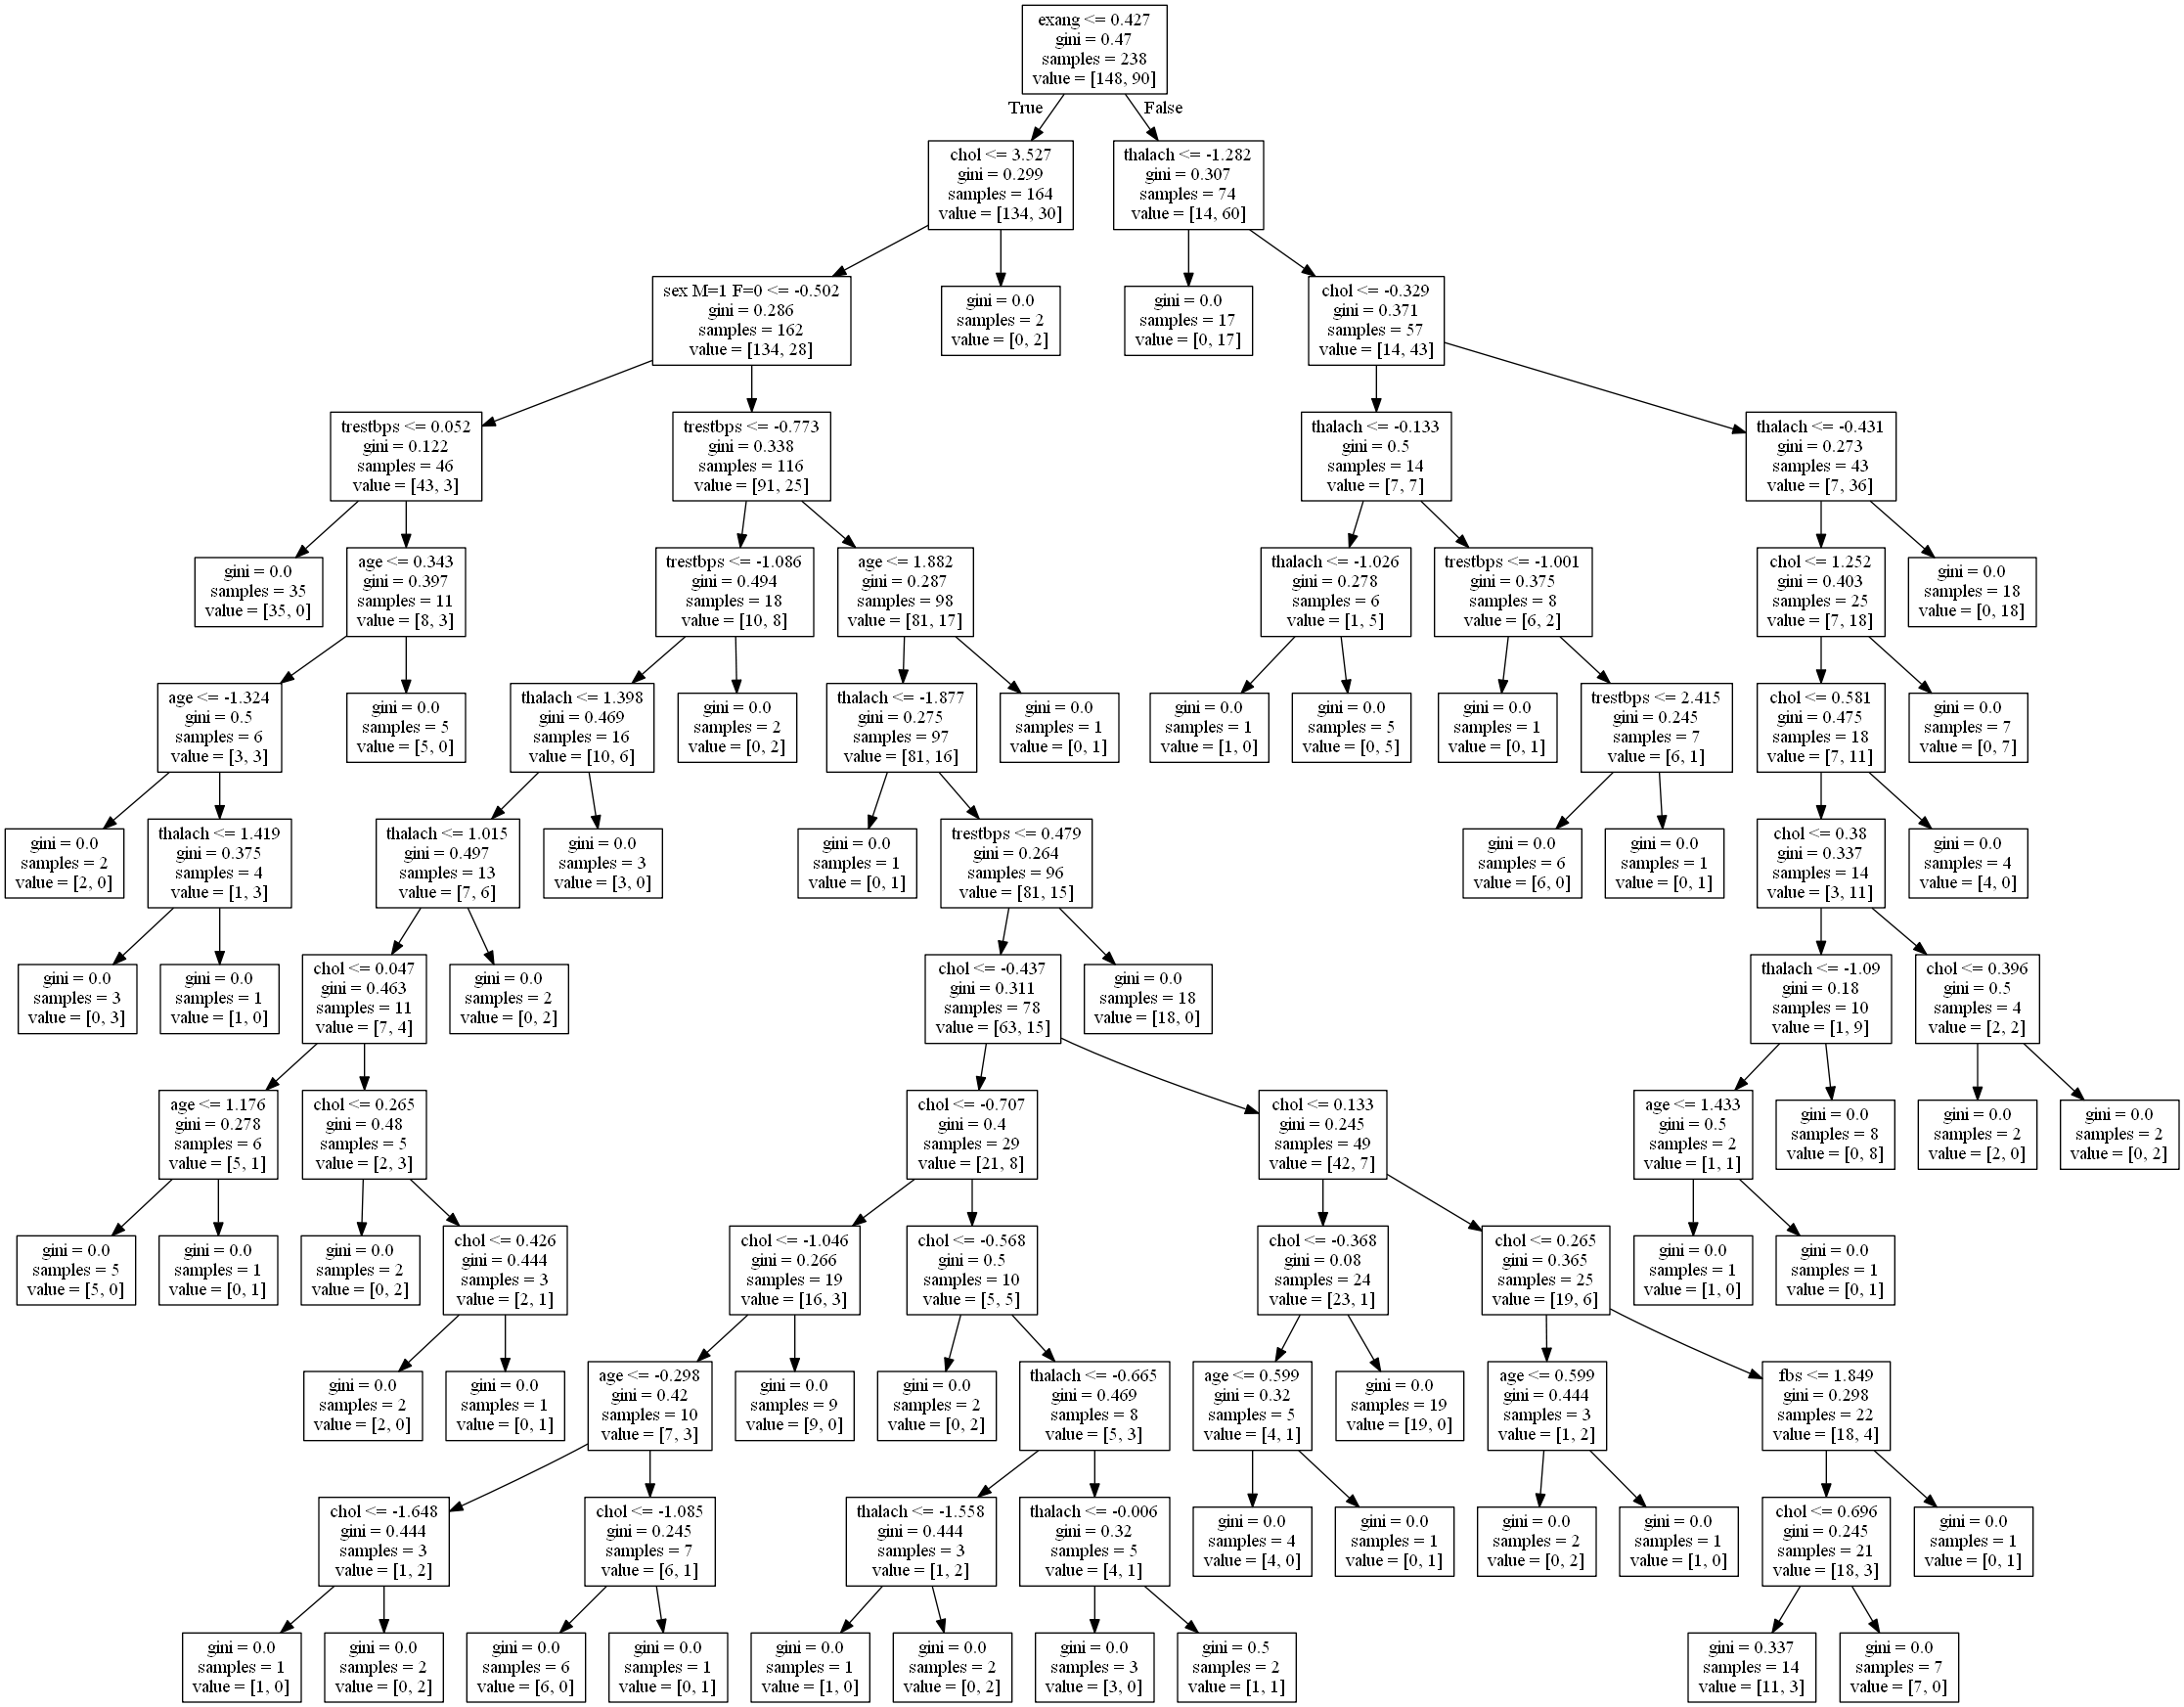 exang <= 0.427
gini = 0.47
samples = 238
value = [148, 90]
True
False
chol <= 3.527
gini = 0.299
samples = 164
value = [134, 30]
thalach <= -1.282
gini = 0.307
samples = 74
value = [14, 60]
sex M=1 F=0 <= -0.502
gini = 0.286
samples = 162
value = [134, 28]
gini = 0.0
samples = 2
value = [0, 2]
gini = 0.0
samples = 17
value = [0, 17]
chol <= -0.329
gini = 0.371
samples = 57
value = [14, 43]
trestbps <= 0.052
gini = 0.122
samples = 46
value = [43, 3]
trestbps <= -0.773
gini = 0.338
samples = 116
value = [91, 25]
thalach <= -0.133
gini = 0.5
samples = 14
value = [7, 7]
thalach <= -0.431
gini = 0.273
samples = 43
value = [7, 36]
gini = 0.0
samples = 35
value = [35, 0]
age <= 0.343
gini = 0.397
samples = 11
value = [8, 3]
trestbps <= -1.086
gini = 0.494
samples = 18
value = [10, 8]
age <= 1.882
gini = 0.287
samples = 98
value = [81, 17]
thalach <= -1.026
gini = 0.278
samples = 6
value = [1, 5]
trestbps <= -1.001
gini = 0.375
samples = 8
value = [6, 2]
chol <= 1.252
gini = 0.403
samples = 25
value = [7, 18]
gini = 0.0
samples = 18
value = [0, 18]
age <= -1.324
gini = 0.5
samples = 6
value = [3, 3]
gini = 0.0
samples = 5
value = [5, 0]
thalach <= 1.398
gini = 0.469
samples = 16
value = [10, 6]
gini = 0.0
samples = 2
value = [0, 2]
thalach <= -1.877
gini = 0.275
samples = 97
value = [81, 16]
gini = 0.0
samples = 1
value = [0, 1]
gini = 0.0
samples = 1
value = [1, 0]
gini = 0.0
samples = 5
value = [0, 5]
gini = 0.0
samples = 1
value = [0, 1]
trestbps <= 2.415
gini = 0.245
samples = 7
value = [6, 1]
chol <= 0.581
gini = 0.475
samples = 18
value = [7, 11]
gini = 0.0
samples = 7
value = [0, 7]
gini = 0.0
samples = 2
value = [2, 0]
thalach <= 1.419
gini = 0.375
samples = 4
value = [1, 3]
thalach <= 1.015
gini = 0.497
samples = 13
value = [7, 6]
gini = 0.0
samples = 3
value = [3, 0]
gini = 0.0
samples = 1
value = [0, 1]
trestbps <= 0.479
gini = 0.264
samples = 96
value = [81, 15]
gini = 0.0
samples = 6
value = [6, 0]
gini = 0.0
samples = 1
value = [0, 1]
chol <= 0.38
gini = 0.337
samples = 14
value = [3, 11]
gini = 0.0
samples = 4
value = [4, 0]
gini = 0.0
samples = 3
value = [0, 3]
gini = 0.0
samples = 1
value = [1, 0]
chol <= 0.047
gini = 0.463
samples = 11
value = [7, 4]
gini = 0.0
samples = 2
value = [0, 2]
chol <= -0.437
gini = 0.311
samples = 78
value = [63, 15]
gini = 0.0
samples = 18
value = [18, 0]
thalach <= -1.09
gini = 0.18
samples = 10
value = [1, 9]
chol <= 0.396
gini = 0.5
samples = 4
value = [2, 2]
age <= 1.176
gini = 0.278
samples = 6
value = [5, 1]
chol <= 0.265
gini = 0.48
samples = 5
value = [2, 3]
chol <= -0.707
gini = 0.4
samples = 29
value = [21, 8]
chol <= 0.133
gini = 0.245
samples = 49
value = [42, 7]
age <= 1.433
gini = 0.5
samples = 2
value = [1, 1]
gini = 0.0
samples = 8
value = [0, 8]
gini = 0.0
samples = 2
value = [2, 0]
gini = 0.0
samples = 2
value = [0, 2]
gini = 0.0
samples = 5
value = [5, 0]
gini = 0.0
samples = 1
value = [0, 1]
gini = 0.0
samples = 2
value = [0, 2]
chol <= 0.426
gini = 0.444
samples = 3
value = [2, 1]
chol <= -1.046
gini = 0.266
samples = 19
value = [16, 3]
chol <= -0.568
gini = 0.5
samples = 10
value = [5, 5]
chol <= -0.368
gini = 0.08
samples = 24
value = [23, 1]
chol <= 0.265
gini = 0.365
samples = 25
value = [19, 6]
gini = 0.0
samples = 1
value = [1, 0]
gini = 0.0
samples = 1
value = [0, 1]
gini = 0.0
samples = 2
value = [2, 0]
gini = 0.0
samples = 1
value = [0, 1]
age <= -0.298
gini = 0.42
samples = 10
value = [7, 3]
gini = 0.0
samples = 9
value = [9, 0]
gini = 0.0
samples = 2
value = [0, 2]
thalach <= -0.665
gini = 0.469
samples = 8
value = [5, 3]
age <= 0.599
gini = 0.32
samples = 5
value = [4, 1]
gini = 0.0
samples = 19
value = [19, 0]
age <= 0.599
gini = 0.444
samples = 3
value = [1, 2]
fbs <= 1.849
gini = 0.298
samples = 22
value = [18, 4]
chol <= -1.648
gini = 0.444
samples = 3
value = [1, 2]
chol <= -1.085
gini = 0.245
samples = 7
value = [6, 1]
thalach <= -1.558
gini = 0.444
samples = 3
value = [1, 2]
thalach <= -0.006
gini = 0.32
samples = 5
value = [4, 1]
gini = 0.0
samples = 4
value = [4, 0]
gini = 0.0
samples = 1
value = [0, 1]
gini = 0.0
samples = 2
value = [0, 2]
gini = 0.0
samples = 1
value = [1, 0]
chol <= 0.696
gini = 0.245
samples = 21
value = [18, 3]
gini = 0.0
samples = 1
value = [0, 1]
gini = 0.0
samples = 1
value = [1, 0]
gini = 0.0
samples = 2
value = [0, 2]
gini = 0.0
samples = 6
value = [6, 0]
gini = 0.0
samples = 1
value = [0, 1]
gini = 0.0
samples = 1
value = [1, 0]
gini = 0.0
samples = 2
value = [0, 2]
gini = 0.0
samples = 3
value = [3, 0]
gini = 0.5
samples = 2
value = [1, 1]
gini = 0.337
samples = 14
value = [11, 3]
gini = 0.0
samples = 7
value = [7, 0]